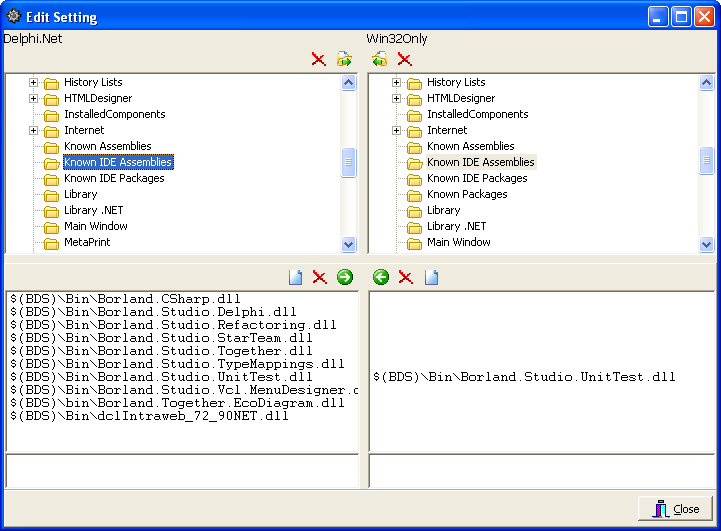 Edit Setting
Delphi.Net
Win32Only
History Lists
HTMLDesigner
InstalledComponents
Internet
Known Assemblies
Known IDE Assemblies
Known IDE Packages
Library
Library .NET
Main Window
MetaPrint
History Lists
HTMLDesigner
InstalledComponents
Internet
Known Assemblies
Known IDE Assemblies
Known IDE Packages
Known Packages
Library
Library .NET
Main Window
$(BDS)\Bin\Borland.CSharp.dll
$(BDS)\Bin\Borland.Studio.Delphi.dll
$(BDS)\Bin\Borland.Studio.Refactoring.dll
$(BDS)\Bin\Borland.Studio.StarTeam.dll
$(BDS)\Bin\Borland.Studio.Together.dll
$(BDS)\Bin\Borland.Studio.TypeMappings.dll
$(BDS)\Bin\Borland.Studio.UnitTest.dll
$(BDS)\Bin\Borland.Studio.Vcl.MenuDesigner.d
$(BDS)\bin\Borland.Together.EcoDiagram.dll
$(BDS)\Bin\dclIntraweb_72_90NET.dll
$(BDS)\Bin\Borland.Studio.UnitTest.dll
Close